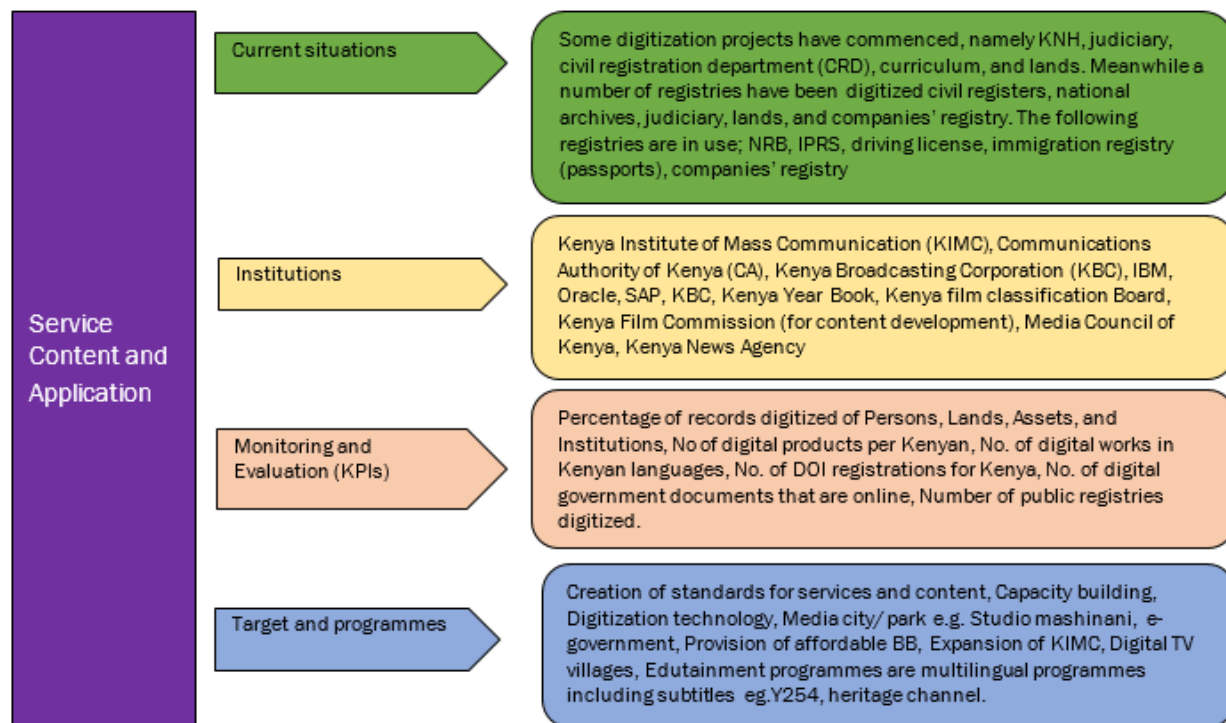 Service
Content and
Application
Current situations
Some digitization projects have commenced, namely KNH, judiciary,
civil registration department (CRD), curriculum, and lands. Meanwhile a
number of registries have been digitized civil registers, national
archives, judiciary, lands, and companies' registry. The following
registries are in use; NRB, IPRS, driving license, immigration registry
(passports), companies' registry
Institutions
Kenya Institute of Mass Communication (KIMC), Communications
Authority of Kenya (CA), Kenya Broadcasting Corporation (KBC), IBM,
Oracle, SAP, KBC, Kenya Year Book, Kenya film classification Board,
Kenya Film Commission (for content development), Media Council of
Kenya, Kenya News Agency
Monitoring and
Evaluation (KPIs)
Percentage of records digitized of Persons, Lands, Assets, and
Institutions, No of digital products per Kenyan, No. of digital works in
Kenyan languages, No. of DOI registrations for Kenya, No. of digital
government documents that are online, Number of public registries
digitized.
Target and programmes
Creation of standards for services and content, Capacity building,
Digitization technology, Media city/ park e.g. Studio mashinani, e-
government, Provision of affordable BB, Expansion of KIMC, Digital TV
villages, Edutainment programmes are multilingual programmes
including subtitles eg.Y254, heritage channel.